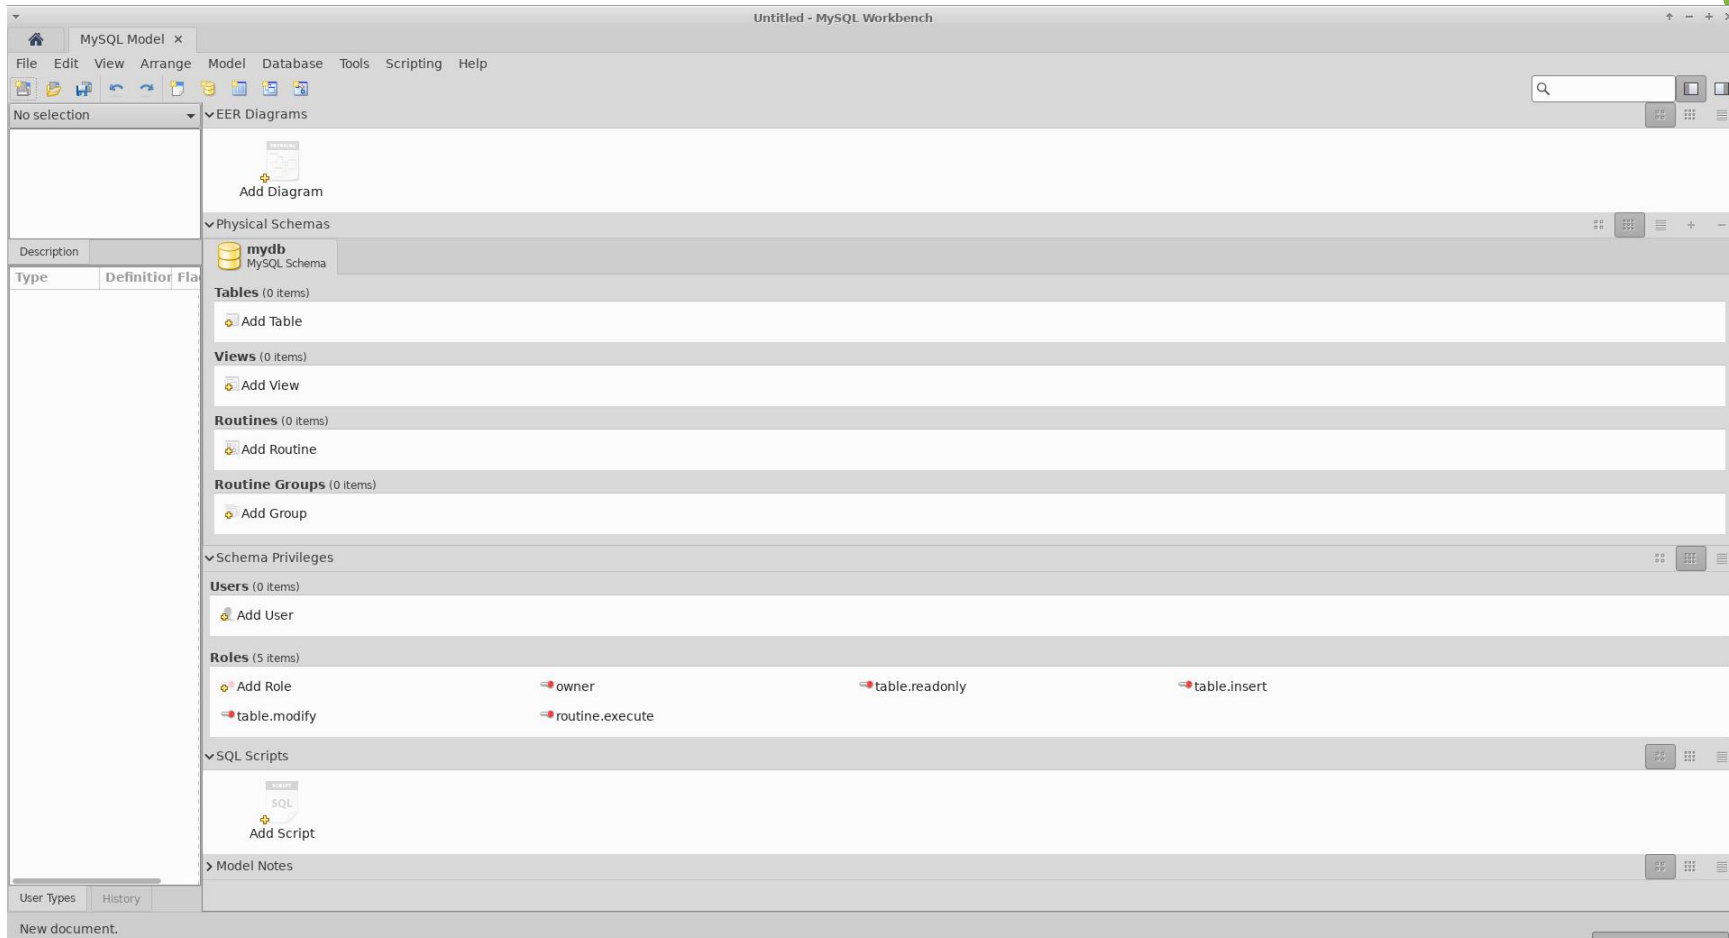 Untitled - MySQL Workbench
MySQL Model ×
File Edit View Arrange Model Database Tools Scripting Help
No selection
EER Diagrams
PHYSICAL
Add Diagram
Physical Schemas
mydb
MySQL Schema
Description
Type Definition Fla
Tables (0 items)
Add Table
Views (0 items)
Add View
Routines (0 items)
Add Routine
Routine Groups (0 items)
Add Group
Schema Privileges
Users (0 items)
Add User
Roles (5 items)
Add Role owner table.readonly table.insert
table.modify routine.execute
SQL Scripts
SCRIPT
SQL
Add Script
Model Notes
User Types History
New document.